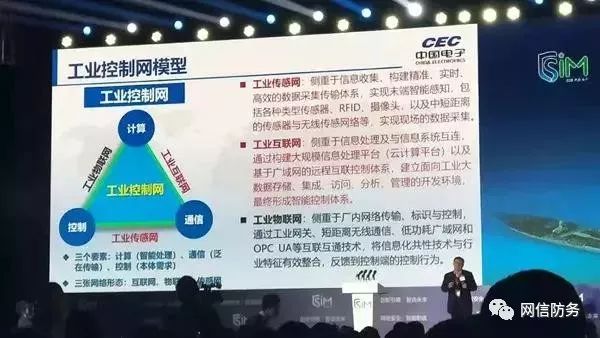 工业控制网模型
CEC
中国电子
CHINA ELECTRONICS
SIM
工业控制网
计算
工业物联网
工业互联网
工业控制网
控制
通信
工业传感网
三个要素：计算（智能处理）、通信（泛
在传输）、控制（本体需求）
三张网络形态：互联网，物联网，传感网
工业传感网：侧重于信息收集，构建精准、实时、
高效的数据采集传输体系，实现末端智能感知，包
括各种类型传感器、RFID、摄像头，以及中短距离
的传感器与无线传感网络等，实现现场的数据采集。
工业互联网：侧重于信息处理及与信息系统互连，
通过构建大规模信息处理平台（云计算平台）以及
基于广域网的远程互联控制体系，建立面向工业大
数据存储、集成、访问、分析、管理的开发环境，
最终形成智能控制体系。
工业物联网：侧重于厂内网络传输、标识与控制，
通过工业网关、短距离无线通信、低功耗广域网和
OPC UA等互联互通技术，将信息化共性技术与行
业特征有效整合，反馈到控制端的控制行为。
SIM
网信防务